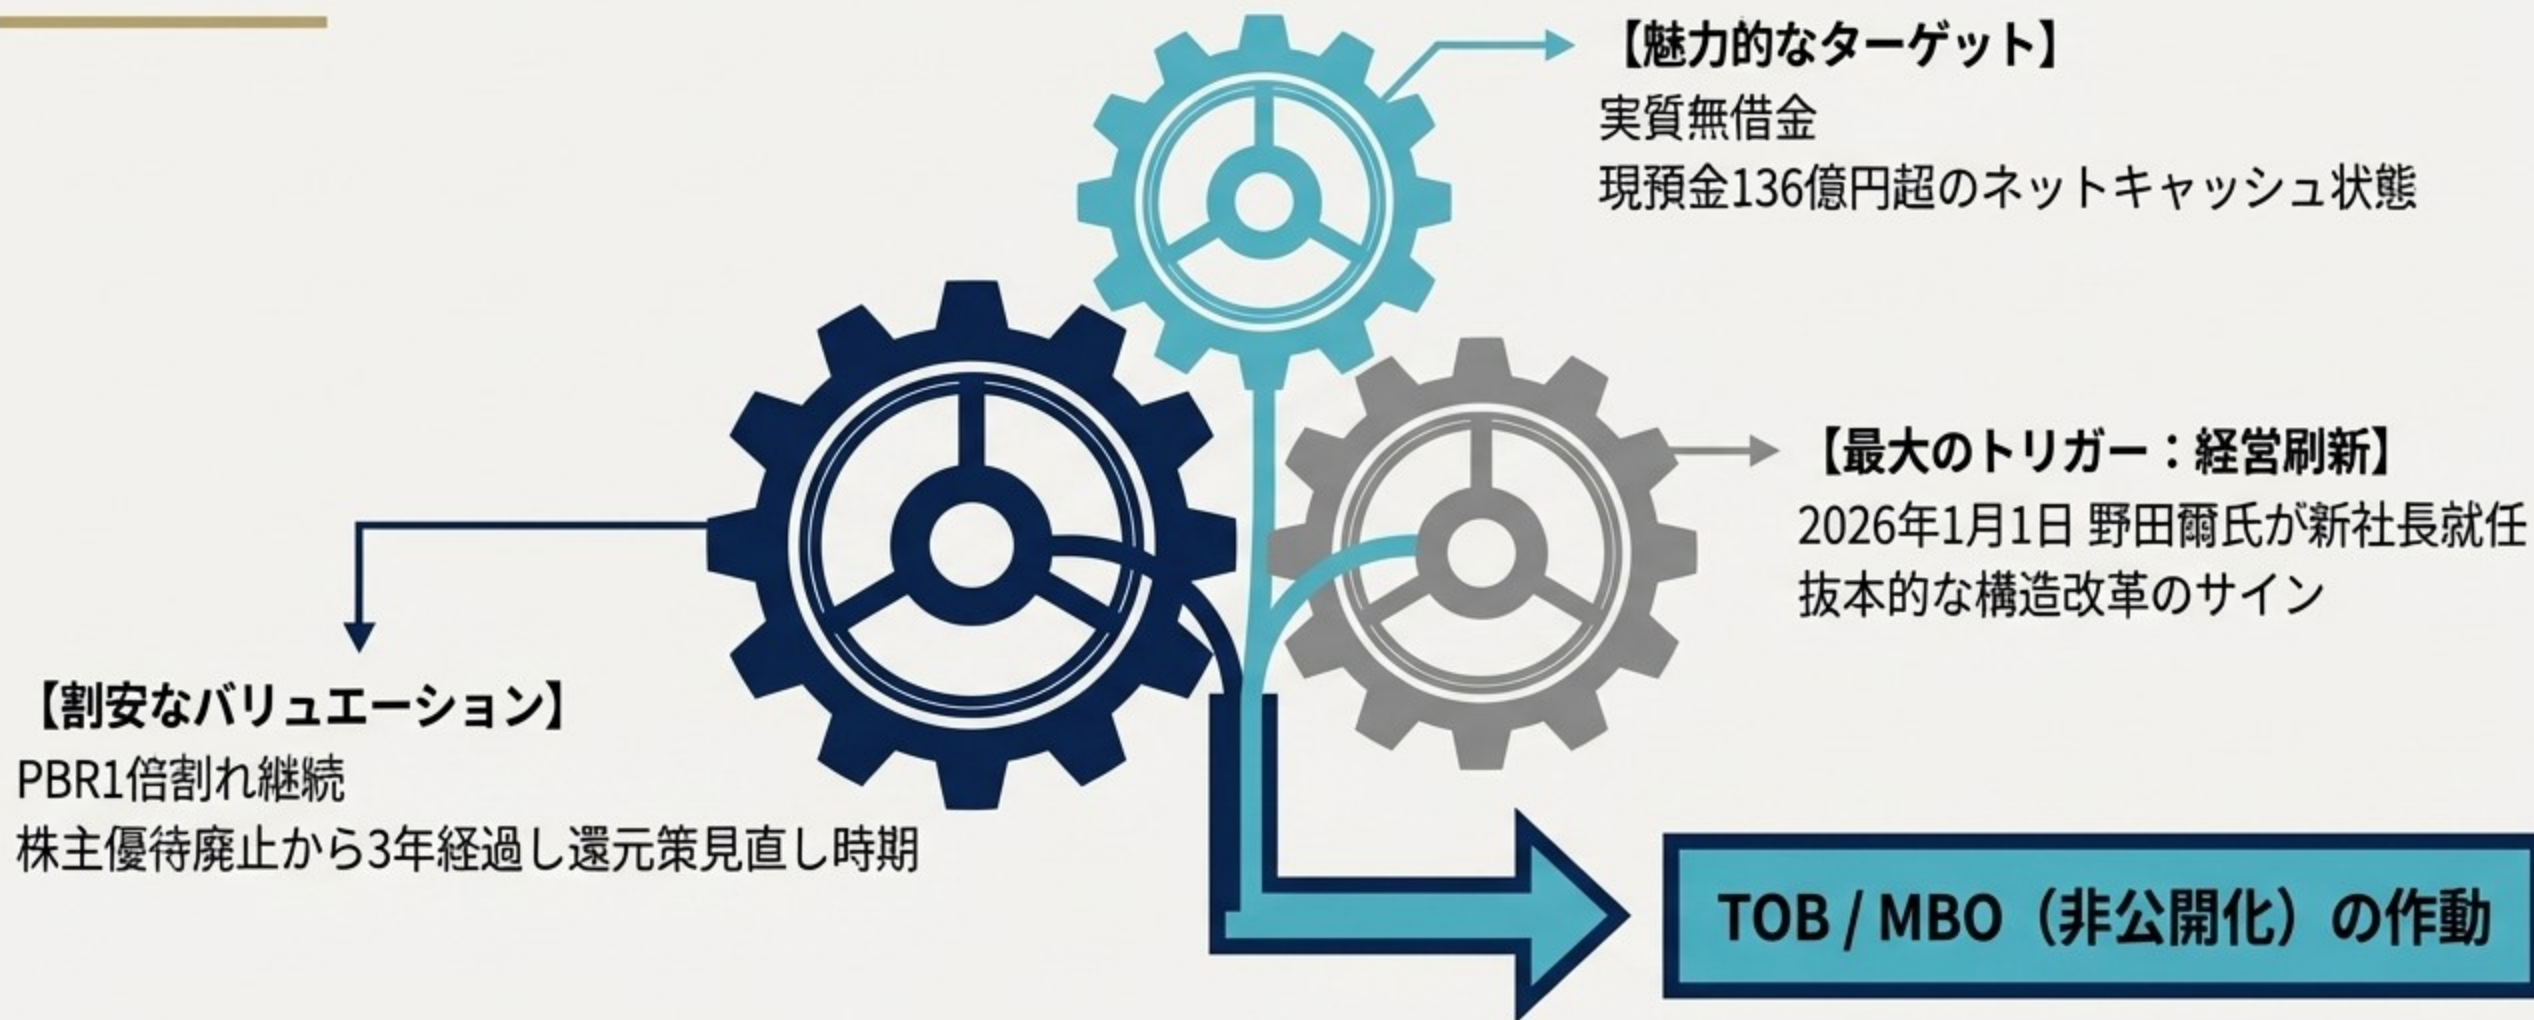 【魅力的なターゲット】
実質無借金
現預金136億円超のネットキャッシュ状態
【最大のトリガー：経営刷新】
2026年1月1日 野田爾氏が新社長就任
抜本的な構造改革のサイン
【割安なバリュエーション】
PBR1倍割れ継続
株主優待廃止から3年経過し還元策見直し時期
TOB / MBO（非公開化）の作動